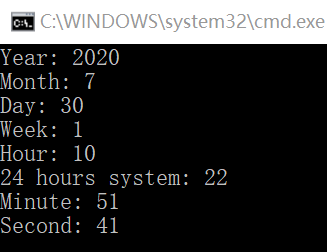 C:\WINDOWS\system32\cmd.exe
Year: 2020
Month: 7
Day: 30
Week: 1
Hour: 10
24 hours system: 22
Minute: 51
Second: 41